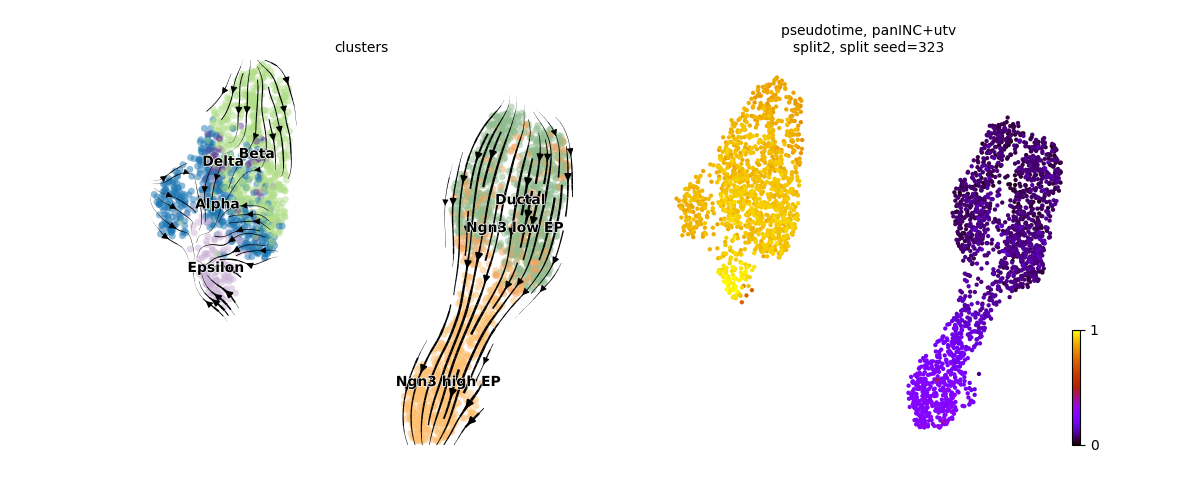 clusters
Delta
Beta
Alpha
Epsilon
Ductal
Ngn3 low EP
Ngn3 high EP
pseudotime, panINC+utv
split2, split seed=323
1
0